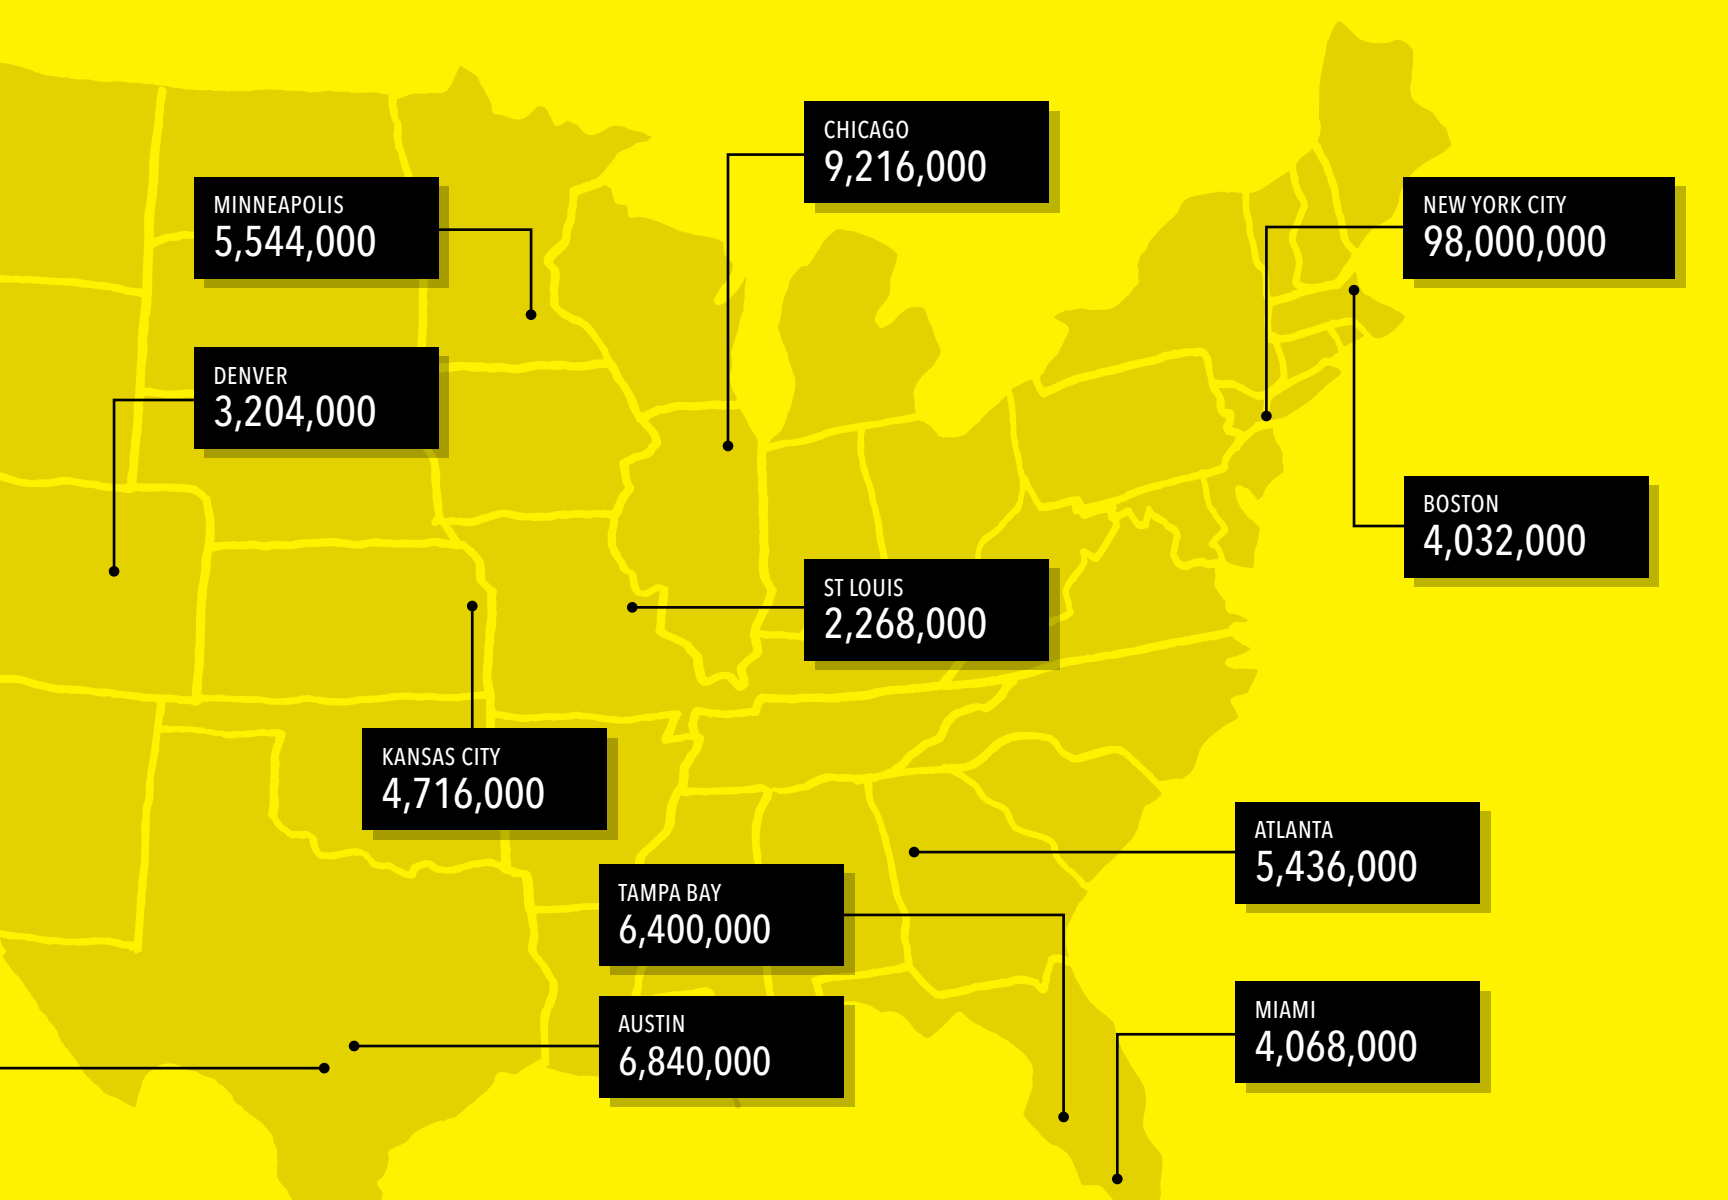 CHICAGO
9,216,000
MINNEAPOLIS
5,544,000
NEW YORK CITY
98,000,000
DENVER
3,204,000
BOSTON
4,032,000
ST LOUIS
2,268,000
KANSAS CITY
4,716,000
ATLANTA
5,436,000
TAMPA BAY
6,400,000
MIAMI
4,068,000
AUSTIN
6,840,000